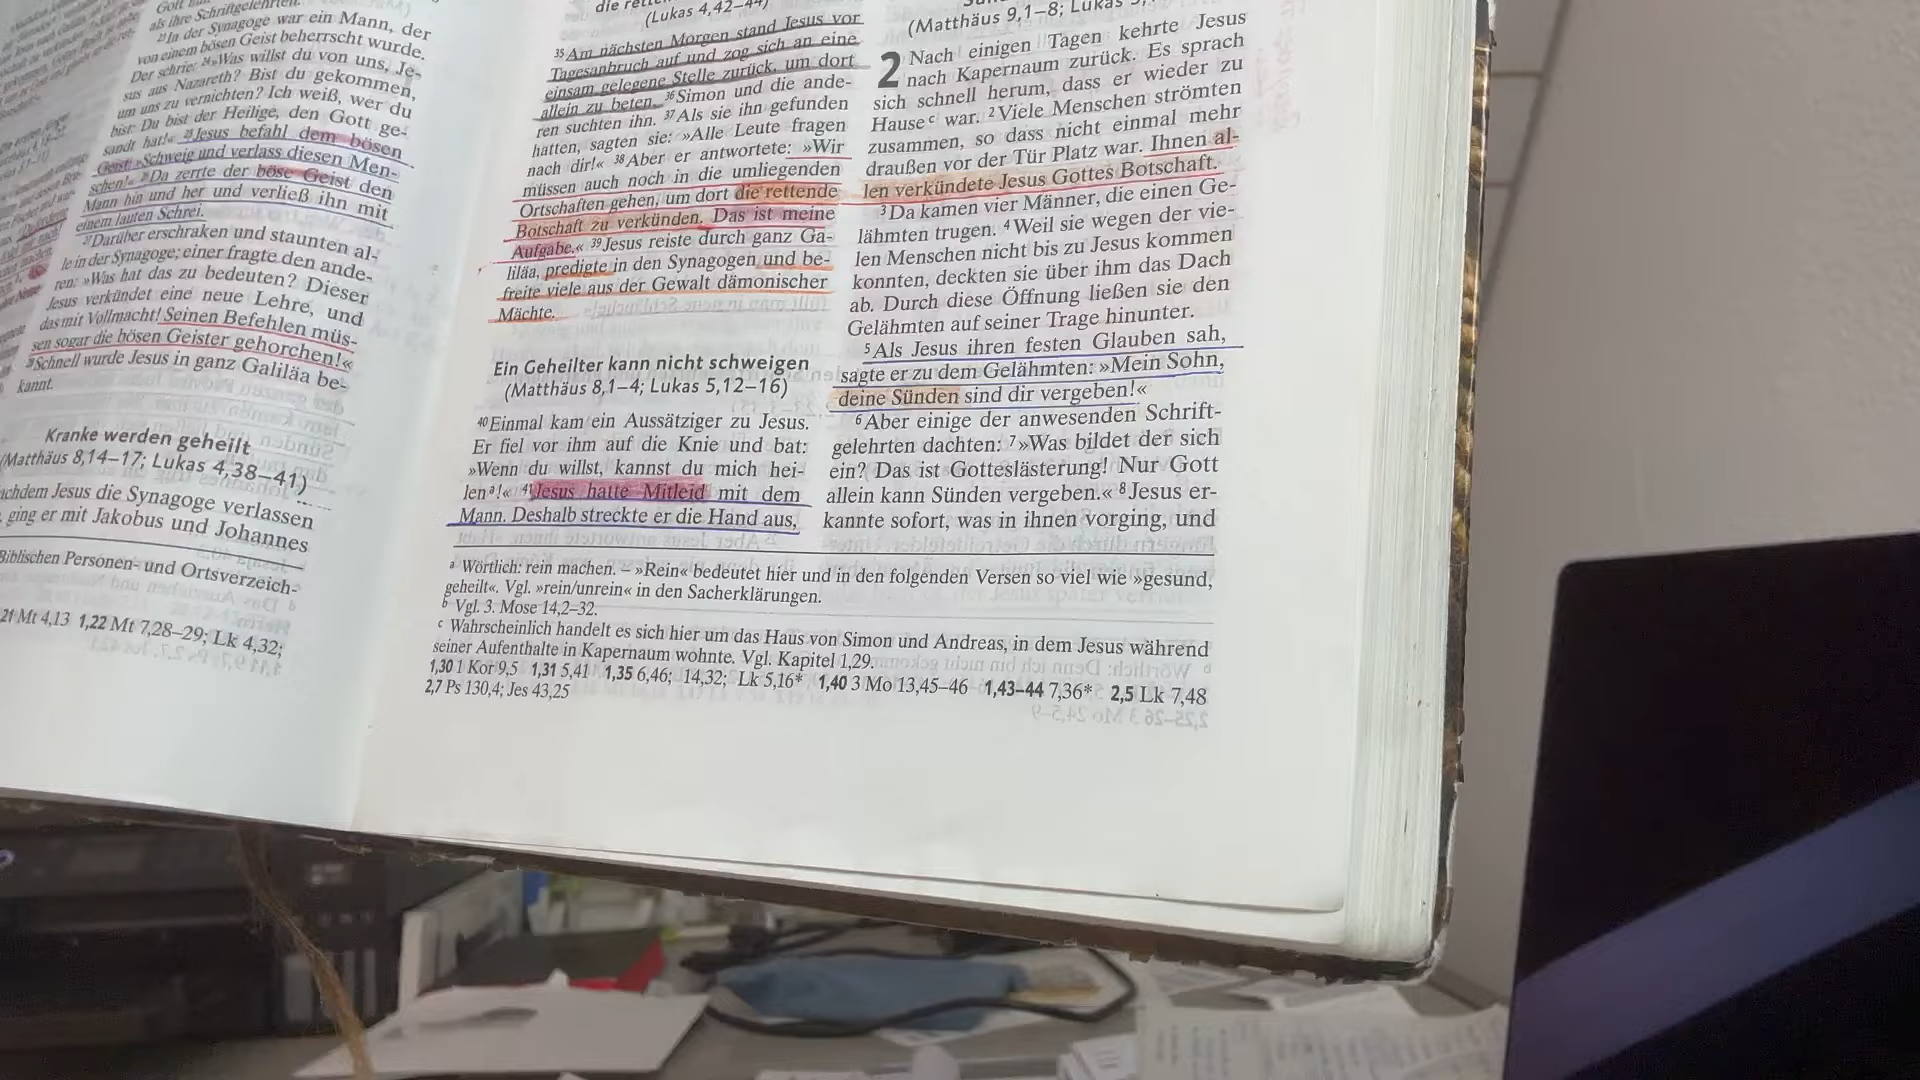 als ihre Schriftgelehrten.
In der Synagoge war ein Mann, der
von einem bösen Geist beherrscht wurde.
Der schrie: 24»Was willst du von uns, Je-
sus aus Nazareth? Bist du gekommen,
um uns zu vernichten? Ich weiß, wer du
bist: Du bist der Heilige, den Gott ge-
sandt hat!« 25Jesus befahl dem bösen
Geist: »Schweig und verlass diesen Men-
schen!« 26Da zerrte der böse Geist den
Mann hin und her und verließ ihn mit
einem lauten Schrei.
27Darüber erschraken und staunten al-
le in der Synagoge; einer fragte den ande-
ren: »Was hat das zu bedeuten? Dieser
Jesus verkündet eine neue Lehre, und
das mit Vollmacht! Seinen Befehlen müs-
sen sogar die bösen Geister gehorchen!«
28Schnell wurde Jesus in ganz Galiläa be-
kannt.
Kranke werden geheilt
(Matthäus 8,14–17; Lukas 4,38–41)
Jesus die Synagoge verlassen
ging er mit Jakobus und Johannes
Biblischen Personen- und Ortsverzeich-
21 Mt 4,13 1,22 Mt 7,28–29; Lk 4,32;
(Lukas 4,42–44)
35Am nächsten Morgen stand Jesus vor
Tagesanbruch auf und zog sich an eine
einsam gelegene Stelle zurück, um dort
allein zu beten. 36Simon und die ande-
ren suchten ihn. 37Als sie ihn gefunden
hatten, sagten sie: »Alle Leute fragen
nach dir!« 38Aber er antwortete: »Wir
müssen auch noch in die umliegenden
Ortschaften gehen, um dort die rettende
Botschaft zu verkünden. Das ist meine
Aufgabe.« 39Jesus reiste durch ganz Ga-
liläa, predigte in den Synagogen und be-
freite viele aus der Gewalt dämonischer
Mächte.
Ein Geheilter kann nicht schweigen
(Matthäus 8,1–4; Lukas 5,12–16)
40Einmal kam ein Aussätziger zu Jesus.
Er fiel vor ihm auf die Knie und bat:
»Wenn du willst, kannst du mich hei-
len a!« 41Jesus hatte Mitleid mit dem
Mann. Deshalb streckte er die Hand aus,
(Matthäus 9,1–8; Lukas
2 Nach einigen Tagen kehrte Jesus
nach Kapernaum zurück. Es sprach
sich schnell herum, dass er wieder zu
Hause c war. 2Viele Menschen strömten
zusammen, so dass nicht einmal mehr
draußen vor der Tür Platz war. Ihnen al-
len verkündete Jesus Gottes Botschaft.
3Da kamen vier Männer, die einen Ge-
lähmten trugen. 4Weil sie wegen der vie-
len Menschen nicht bis zu Jesus kommen
konnten, deckten sie über ihm das Dach
ab. Durch diese Öffnung ließen sie den
Gelähmten auf seiner Trage hinunter.
5Als Jesus ihren festen Glauben sah,
sagte er zu dem Gelähmten: »Mein Sohn,
deine Sünden sind dir vergeben!«
6Aber einige der anwesenden Schrift-
gelehrten dachten: 7»Was bildet der sich
ein? Das ist Gotteslästerung! Nur Gott
allein kann Sünden vergeben.« 8Jesus er-
kannte sofort, was in ihnen vorging, und
a Wörtlich: rein machen. – »Rein« bedeutet hier und in den folgenden Versen so viel wie »gesund,
geheilt«. Vgl. »rein/unrein« in den Sacherklärungen.
b Vgl. 3. Mose 14,2–32.
c Wahrscheinlich handelt es sich hier um das Haus von Simon und Andreas, in dem Jesus während
seiner Aufenthalte in Kapernaum wohnte. Vgl. Kapitel 1,29.
1,30 1 Kor 9,5 1,31 5,41 1,35 6,46; 14,32; Lk 5,16* 1,40 3 Mo 13,45–46 1,43–44 7,36* 2,5 Lk 7,48
2,7 Ps 130,4; Jes 43,25